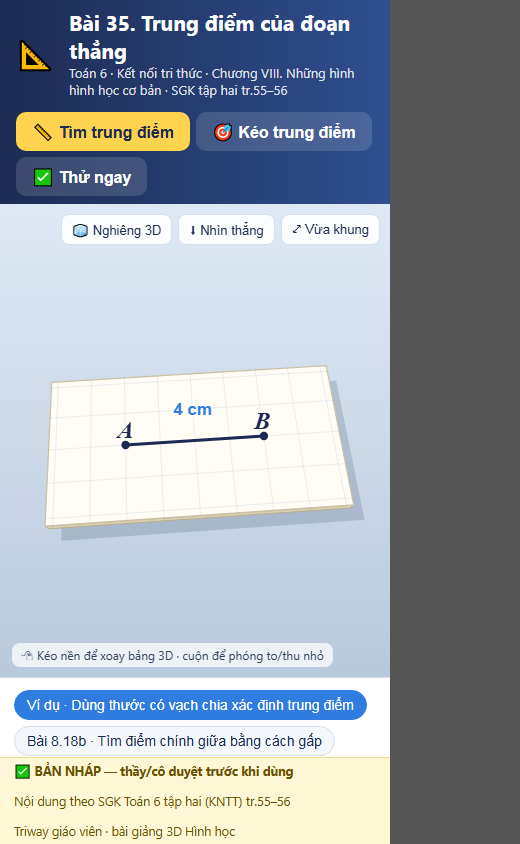 Bài 35. Trung điểm của đoạn
thẳng
Toán 6 · Kết nối tri thức · Chương VIII. Những hình
hình học cơ bản · SGK tập hai tr.55–56
Tìm trung điểm
Kéo trung điểm
Thử ngay
Nghiêng 3D
Nhìn thẳng
Vừa khung
4 cm
A
B
Kéo nền để xoay bảng 3D · cuộn để phóng to/thu nhỏ
Ví dụ · Dùng thước có vạch chia xác định trung điểm
Bài 8.18b · Tìm điểm chính giữa bằng cách gấp
BẢN NHÁP — thầy/cô duyệt trước khi dùng
Nội dung theo SGK Toán 6 tập hai (KNTT) tr.55–56
Triway giáo viên · bài giảng 3D Hình học